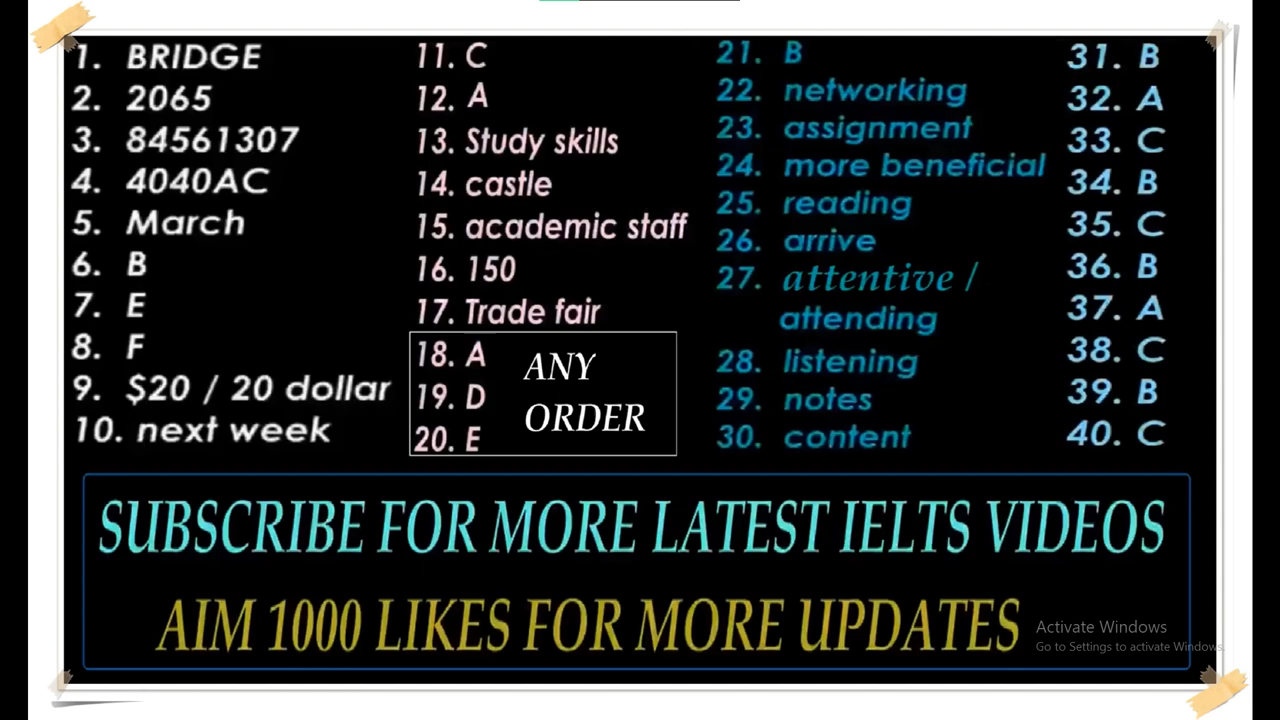 1. BRIDGE
2. 2065
3. 84561307
4. 4040AC
5. March
6. B
7. E
8. F
9. $20 / 20 dollar
10. next week
11. C
12. A
13. Study skills
14. castle
15. academic staff
16. 150
17. Trade fair
18. A
19. D
20. E
ANY
ORDER
21. B
22. networking
23. assignment
24. more beneficial
25. reading
26. arrive
27. attentive /
attending
28. listening
29. notes
30. content
31. B
32. A
33. C
34. B
35. C
36. B
37. A
38. C
39. B
40. C
SUBSCRIBE FOR MORE LATEST IELTS VIDEOS
AIM 1000 LIKES FOR MORE UPDATES
Activate Windows
Go to Settings to activate Windows.